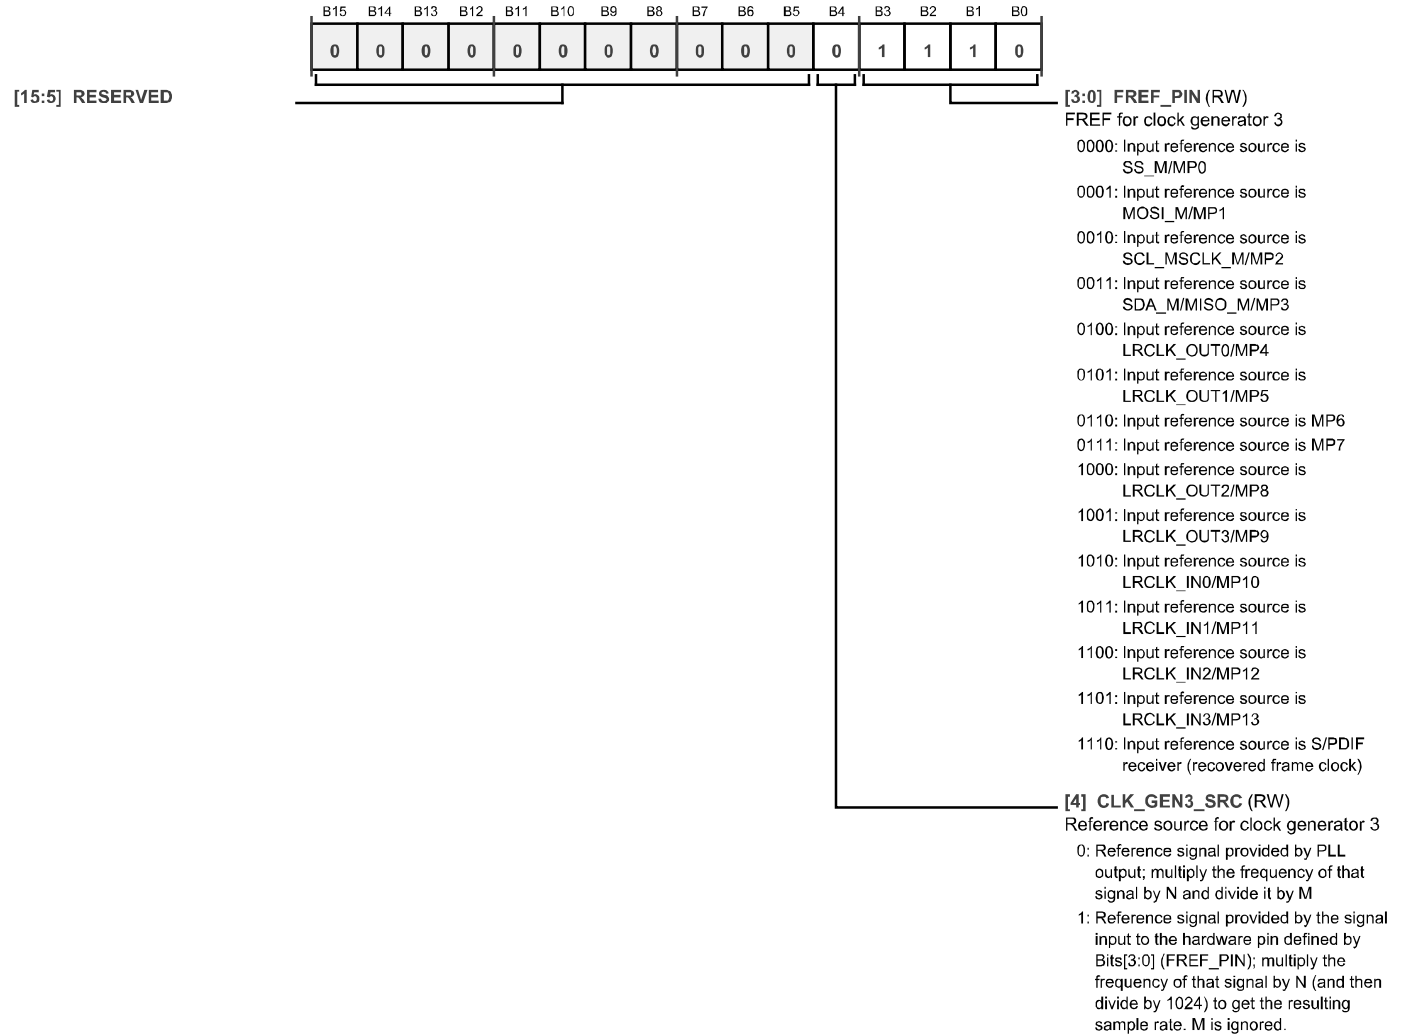 B15 B14 B13 B12 B11 B10 B9 B8 B7 B6 B5 B4 B3 B2 B1 B0
0 0 0 0 0 0 0 0 0 0 0 0 1 1 1 0
[15:5] RESERVED
[3:0] FREF_PIN (RW)
FREF for clock generator 3
0000: Input reference source is
SS_M/MP0
0001: Input reference source is
MOSI_M/MP1
0010: Input reference source is
SCL_MSCLK_M/MP2
0011: Input reference source is
SDA_M/MISO_M/MP3
0100: Input reference source is
LRCLK_OUT0/MP4
0101: Input reference source is
LRCLK_OUT1/MP5
0110: Input reference source is MP6
0111: Input reference source is MP7
1000: Input reference source is
LRCLK_OUT2/MP8
1001: Input reference source is
LRCLK_OUT3/MP9
1010: Input reference source is
LRCLK_IN0/MP10
1011: Input reference source is
LRCLK_IN1/MP11
1100: Input reference source is
LRCLK_IN2/MP12
1101: Input reference source is
LRCLK_IN3/MP13
1110: Input reference source is S/PDIF
receiver (recovered frame clock)
[4] CLK_GEN3_SRC (RW)
Reference source for clock generator 3
0: Reference signal provided by PLL
output; multiply the frequency of that
signal by N and divide it by M
1: Reference signal provided by the signal
input to the hardware pin defined by
Bits[3:0] (FREF_PIN); multiply the
frequency of that signal by N (and then
divide by 1024) to get the resulting
sample rate. M is ignored.